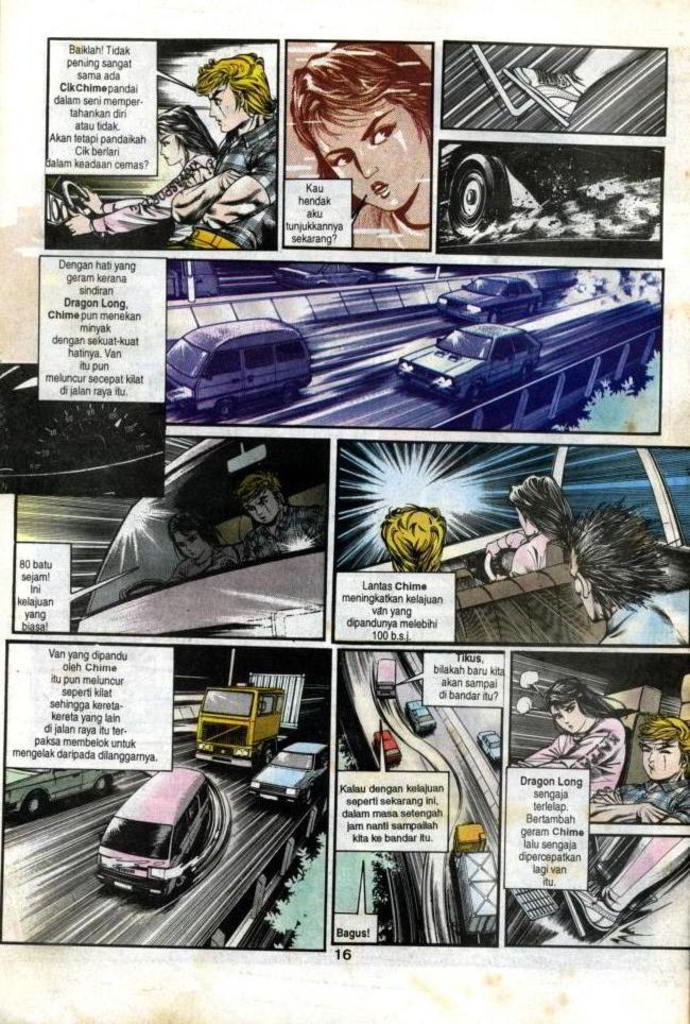 Baiklah! Tidak
penting sangat
sama ada
CikChime pandai
dalam seni memper-
tahankan diri
atau tidak.
Akan tetapi pandaikah
Cik berlari
dalam keadaan cemas?
Kau
hendak
aku
tunjukkannya
sekarang?
Dengan hati yang
geram kerana
sindiran
Dragon Long,
Chime pun menekan
minyak
dengan sekuat-kuat
hatinya. Van
itu pun
meluncur secepat kilat
di jalan raya itu.
80 batu
sejam!
Ini
kelajuan
yang
biasa!
Lantas Chime
meningkatkan kelajuan
van yang
dipandunya melebihi
100 b.s.j.
Van yang dipandu
oleh Chime
itu pun meluncur
seperti kilat
sehingga kereta-
kereta yang lain
di jalan raya itu ter-
paksa membelok untuk
mengelak daripada dilanggarnya.
Tikus,
bilakah baru kita
akan sampai
di bandar itu?
Kalau dengan kelajuan
seperti sekarang ini,
dalam masa setengah
jam nanti sampailah
kita ke bandar itu.
Bagus!
Dragon Long
sengaja
terlelap.
Bertambah
geram Chime
lalu sengaja
dipercepatkan
lagi van
itu.
16